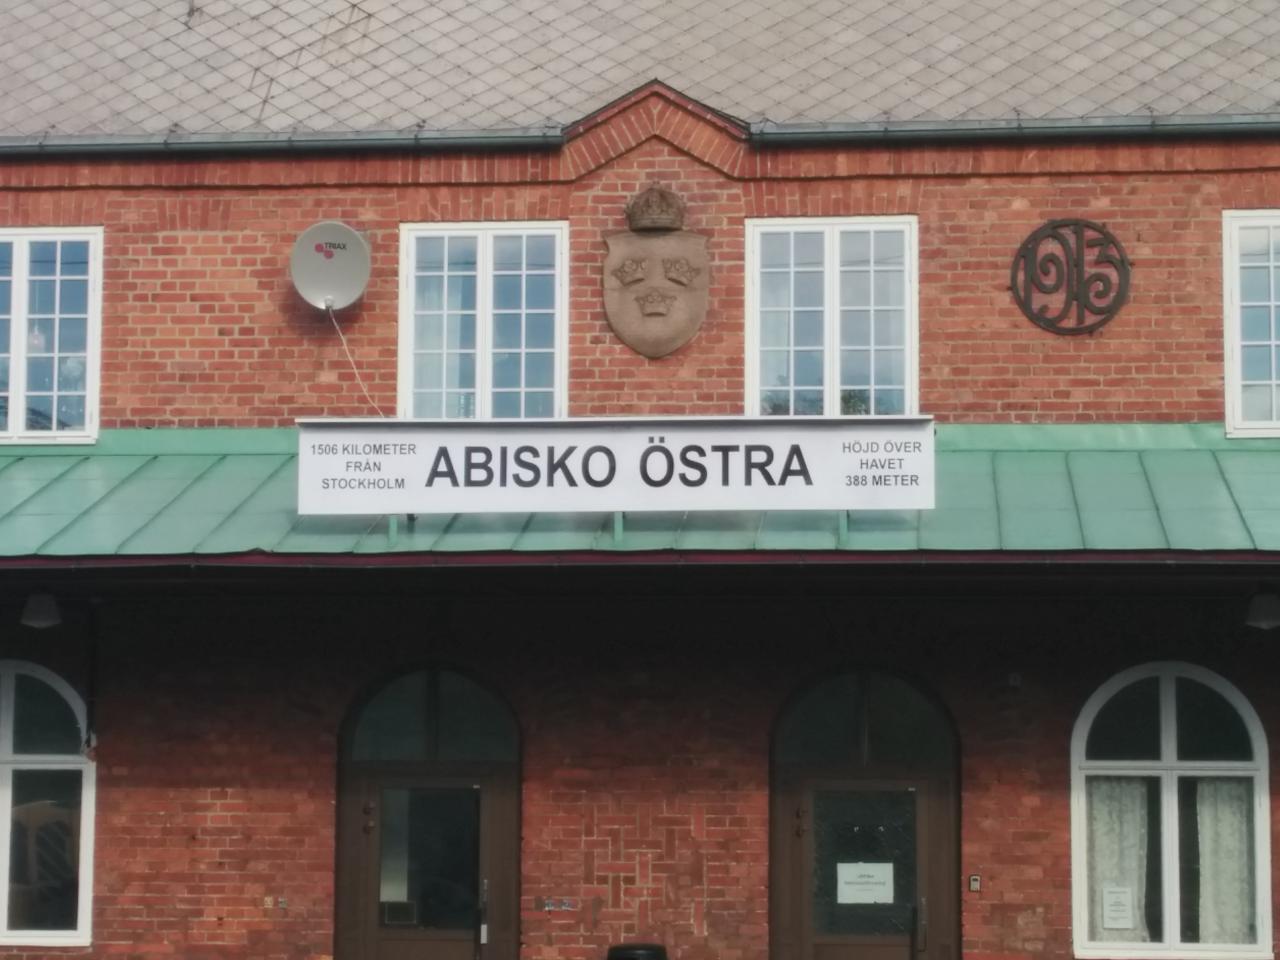 TRIAX
1913
1506 KILOMETER
FRÅN
STOCKHOLM
ABISKO ÖSTRA
HÖJD ÖVER
HAVET
388 METER